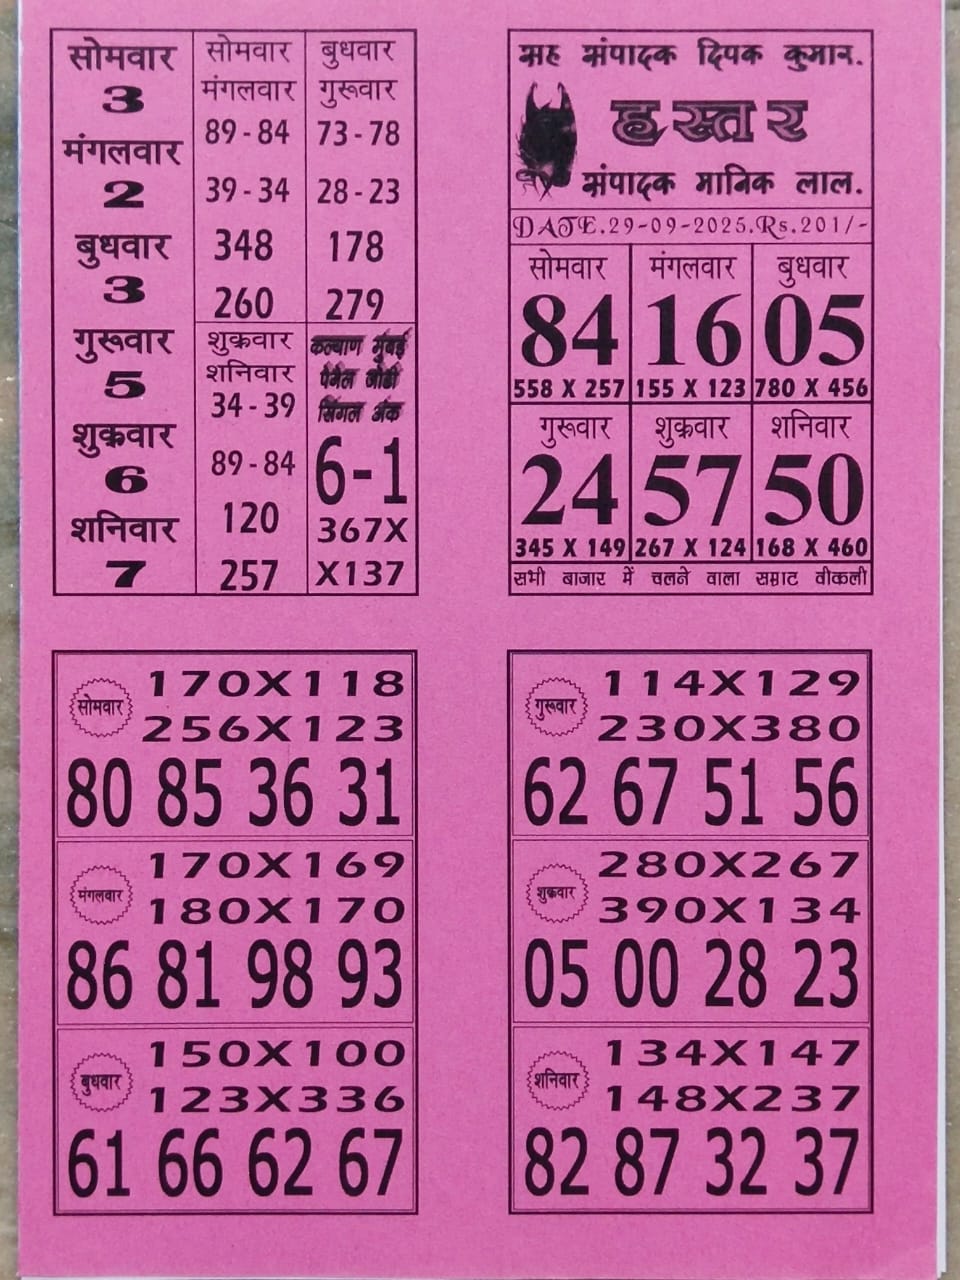 सोमवार
3
मंगलवार
2
बुधवार
3
गुरूवार
5
शुक्रवार
6
शनिवार
7
सोमवार
मंगलवार
89-84
39-34
348
260
बुधवार
गुरूवार
73-78
28-23
178
279
शुक्रवार
शनिवार
34-39
89-84
120
257
कल्याण मुंबई
पेनल जोडी
सिंगल अंक
6-1
367X
X137
सह संपादक दिपक कुमार.
हस्तर
संपादक मानिक लाल.
DATE.29-09-2025.Rs.201/-
सोमवार मंगलवार बुधवार
84 16 05
558 X 257 155 X 123 780 X 456
गुरूवार शुक्रवार शनिवार
24 57 50
345 X 149 267 X 124 168 X 460
सभी बाजार में चलने वाला सम्राट वीकली
सोमवार
170X118
256X123
80 85 36 31
मंगलवार
170X169
180X170
86 81 98 93
बुधवार
150X100
123X336
61 66 62 67
गुरूवार
114X129
230X380
62 67 51 56
शुक्रवार
280X267
390X134
05 00 28 23
शनिवार
134X147
148X237
82 87 32 37